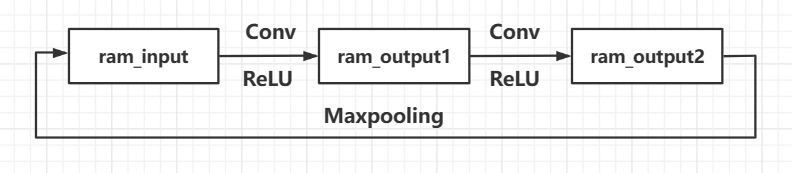 Conv Conv
ram_input ram_output1 ram_output2
ReLU ReLU
Maxpooling